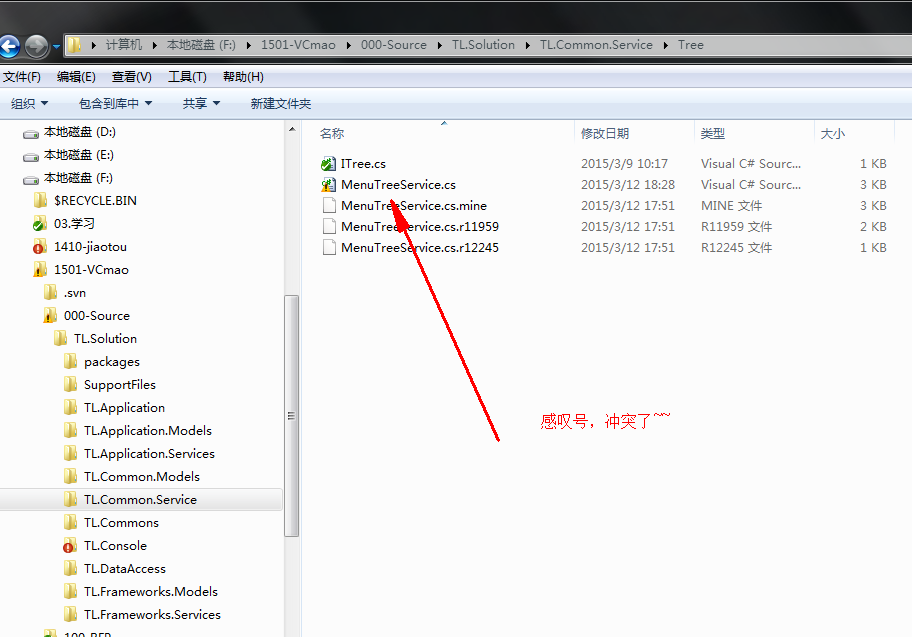 计算机 本地磁盘 (F:) 1501-VCmao 000-Source TL.Solution TL.Common.Service Tree
文件(F) 编辑(E) 查看(V) 工具(T) 帮助(H)
组织 包含到库中 共享 新建文件夹
本地磁盘 (D:)
本地磁盘 (E:)
本地磁盘 (F:)
$RECYCLE.BIN
03.学习
1410-jiaotou
1501-VCmao
.svn
000-Source
TL.Solution
packages
SupportFiles
TL.Application
TL.Application.Models
TL.Application.Services
TL.Common.Models
TL.Common.Service
TL.Commons
TL.Console
TL.DataAccess
TL.Frameworks.Models
TL.Frameworks.Services
名称 修改日期 类型 大小
ITree.cs 2015/3/9 10:17 Visual C# Sourc... 1 KB
MenuTreeService.cs 2015/3/12 18:28 Visual C# Sourc... 3 KB
MenuTreeService.cs.mine 2015/3/12 17:51 MINE 文件 3 KB
MenuTreeService.cs.r11959 2015/3/12 17:51 R11959 文件 2 KB
MenuTreeService.cs.r12245 2015/3/12 17:51 R12245 文件 1 KB
感叹号，冲突了~~